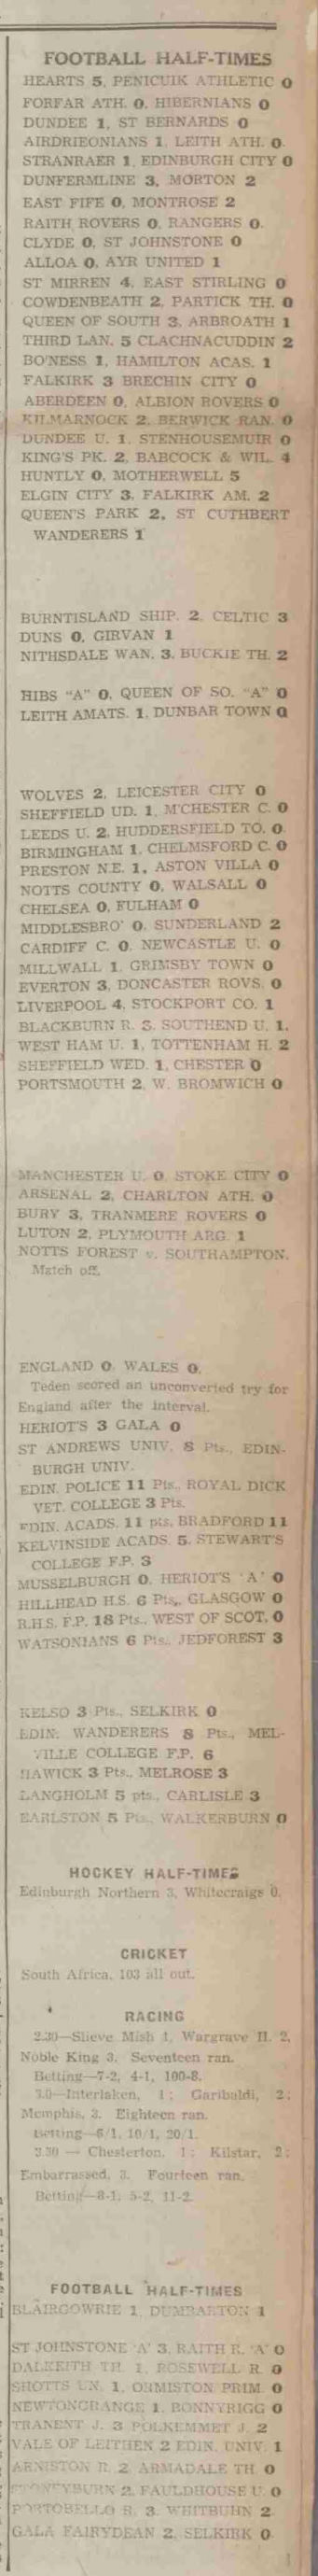 FOOTBALL HALF-TIMES
HEARTS 5, PENICUIK ATHLETIC 0
FORFAR ATH. 0, HIBERNIANS 0
DUNDEE 1, ST BERNARDS 0
AIRDRIEONIANS 1, LEITH ATH. 0.
STRANRAER 1, EDINBURGH CITY 0
DUNFERMLINE 3, MORTON 2
EAST FIFE 0, MONTROSE 2
RAITH ROVERS 0, RANGERS 0.
CLYDE 0, ST JOHNSTONE 0
ALLOA 0, AYR UNITED 1
ST MIRREN 4, EAST STIRLING 0
COWDENBEATH 2, PARTICK TH. 0
QUEEN OF SOUTH 3, ARBROATH 1
THIRD LAN. 5 CLACHNACUDDIN 2
BO'NESS 1, HAMILTON ACAS. 1
FALKIRK 3 BRECHIN CITY 0
ABERDEEN 0, ALBION ROVERS 0
KILMARNOCK 2, BERWICK RAN. 0
DUNDEE U. 1, STENHOUSEMUIR 0
KING'S PK. 2, BABCOCK & WIL. 4
HUNTLY 0, MOTHERWELL 5
ELGIN CITY 3, FALKIRK AM. 2
QUEEN'S PARK 2, ST CUTHBERT
WANDERERS 1
BURNTISLAND SHIP. 2, CELTIC 3
DUNS 0, GIRVAN 1
NITHSDALE WAN. 3, BUCKIE TH. 2
HIBS "A" 0, QUEEN OF SO. "A" 0
LEITH AMATS. 1, DUNBAR TOWN 0
WOLVES 2, LEICESTER CITY 0
SHEFFIELD UD. 1, M'CHESTER C. 0
LEEDS U. 2, HUDDERSFIELD TO. 0
BIRMINGHAM 1, CHELMSFORD C. 0
PRESTON N.E. 1, ASTON VILLA 0
NOTTS COUNTY 0, WALSALL 0
CHELSEA 0, FULHAM 0
MIDDLESBRO' 0, SUNDERLAND 2
CARDIFF C. 0, NEWCASTLE U. 0
MILLWALL 1, GRIMSBY TOWN 0
EVERTON 3, DONCASTER ROVS. 0
LIVERPOOL 4, STOCKPORT CO. 1
BLACKBURN R. 3, SOUTHEND U. 1.
WEST HAM U. 1, TOTTENHAM H. 2
SHEFFIELD WED. 1, CHESTER 0
PORTSMOUTH 2, W. BROMWICH 0
MANCHESTER U. 0, STOKE CITY 0
ARSENAL 2, CHARLTON ATH. 0
BURY 3, TRANMERE ROVERS 0
LUTON 2, PLYMOUTH ARG. 1
NOTTS FOREST v. SOUTHAMPTON.
Match off.
ENGLAND 0, WALES 0.
Teden scored an unconverted try for
England after the interval.
HERIOT'S 3 GALA 0
ST ANDREWS UNIV. 8 Pts., EDIN-
BURGH UNIV.
EDIN. POLICE 11 Pts., ROYAL DICK
VET. COLLEGE 3 Pts.
EDIN. ACADS. 11 pts, BRADFORD 11
KELVINSIDE ACADS. 5, STEWART'S
COLLEGE F.P. 3
MUSSELBURGH 0, HERIOT'S 'A' 0
HILLHEAD H.S. 6 Pts., GLASGOW 0
R.H.S. F.P. 18 Pts., WEST OF SCOT. 0
WATSONIANS 6 Pts., JEDFOREST 3
KELSO 3 Pts., SELKIRK 0
EDIN. WANDERERS 8 Pts., MEL-
VILLE COLLEGE F.P. 6
HAWICK 3 Pts., MELROSE 3
LANGHOLM 5 pts., CARLISLE 3
EARLSTON 5 Pts., WALKERBURN 0
HOCKEY HALF-TIMES
Edinburgh Northern 3, Whitecraigs 0.
CRICKET
South Africa, 103 all out.
RACING
2.30—Slieve Mish 1, Wargrave II. 2,
Noble King 3. Seventeen ran.
Betting—7-2, 4-1, 100-8.
3.0—Interlaken, 1; Garibaldi, 2;
Memphis, 3. Eighteen ran.
Betting—6/1, 10/1, 20/1.
3.30 — Chesterton, 1; Kilstar, 2;
Embarrassed, 3. Fourteen ran.
Betting—8-1, 5-2, 11-2.
FOOTBALL HALF-TIMES
BLAIRGOWRIE 1, DUMBARTON 1
ST JOHNSTONE 'A' 3, RAITH R. 'A' 0
DALKEITH TH. 1, ROSEWELL R. 0
SHOTTS UN. 1, ORMISTON PRIM. 0
NEWTONGRANGE 1, BONNYRIGG 0
TRANENT J. 3 POLKEMMET J. 2
VALE OF LEITHEN 2 EDIN. UNIV. 1
ARNISTON R. 2, ARMADALE TH. 0
STONEYBURN 2, FAULDHOUSE U. 0
PORTOBELLO R. 3, WHITBURN 2
GALA FAIRYDEAN 2, SELKIRK 0